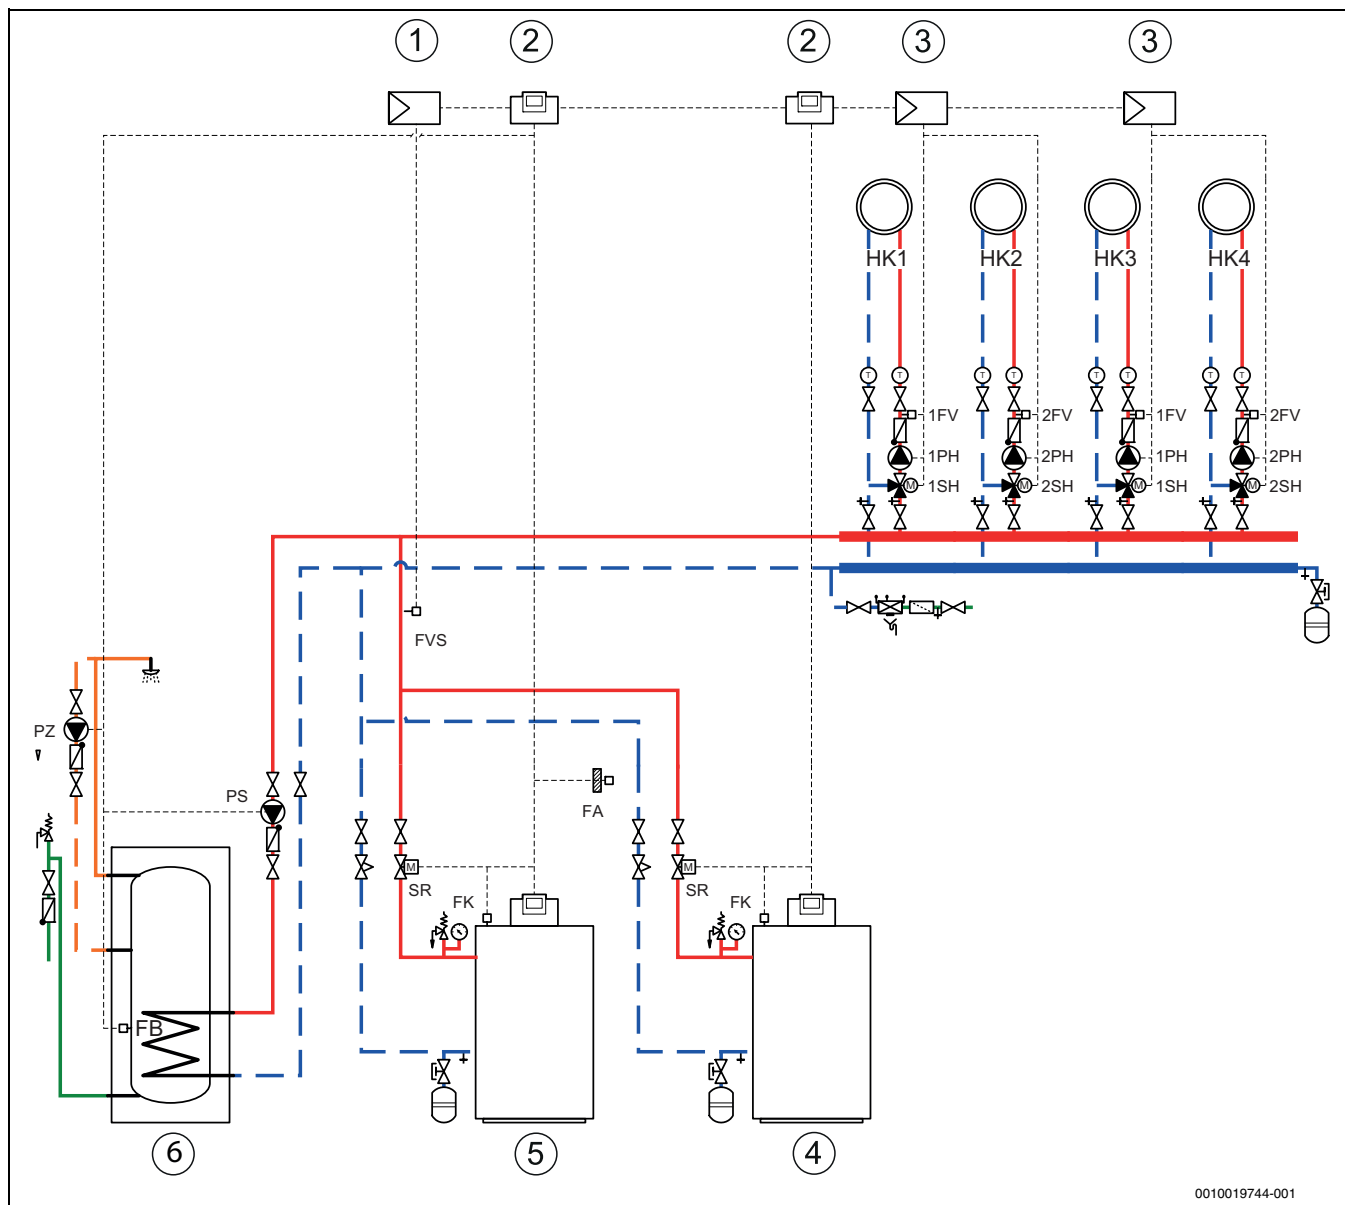 1 2 2 3 3
HK1 HK2 HK3 HK4
T T T T T T T T
1FV 2FV 1FV 2FV
1PH 2PH 1PH 2PH
M 1SH M 2SH M 1SH M 2SH
FVS
PZ
PS
FA
M M
SR FK SR FK
FB
6 5 4
0010019744-001